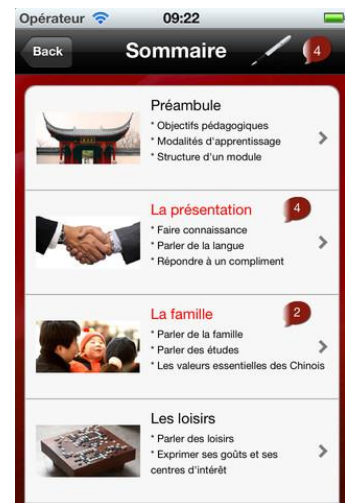 Opérateur 09:22
Back Sommaire 4
Préambule
* Objectifs pédagogiques
* Modalités d'apprentissage
* Structure d'un module
La présentation 4
* Faire connaissance
* Parler de la langue
* Répondre à un compliment
La famille 2
* Parler de la famille
* Parler des études
* Les valeurs essentielles des Chinois
Les loisirs
* Parler des loisirs
* Exprimer ses goûts et ses
centres d'intérêt